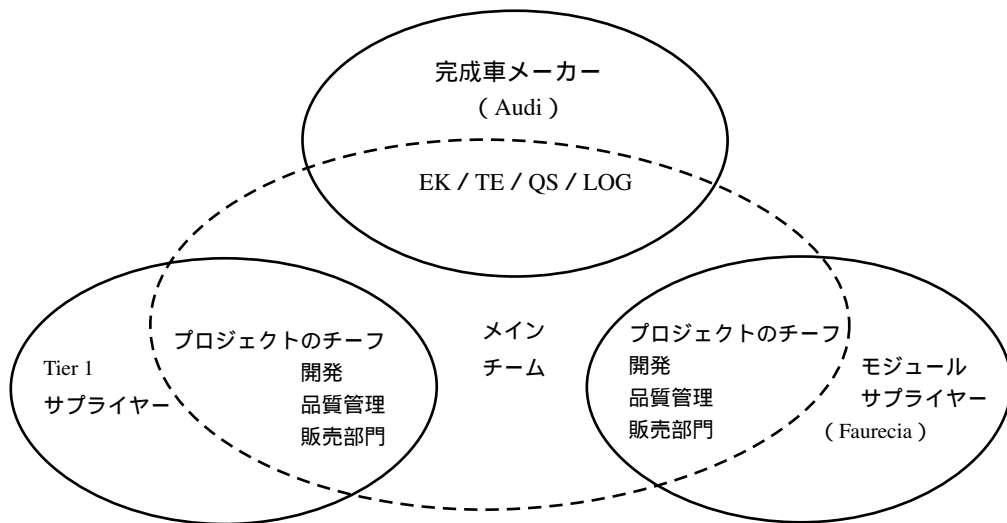 完成車メーカー
（Audi）
EK / TE / QS / LOG
Tier 1
サプライヤー
プロジェクトのチーフ
開発
品質管理
販売部門
メイン
チーム
プロジェクトのチーフ
開発
品質管理
販売部門
モジュール
サプライヤー
（Faurecia）